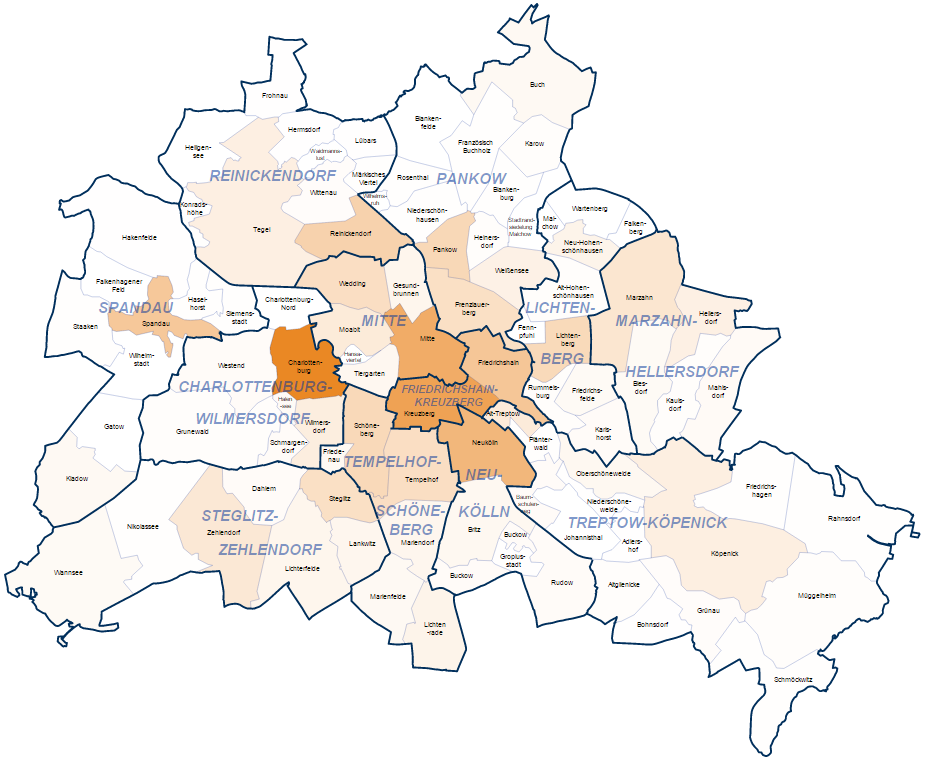 Buch
Frohnau
Blanken-
felde
Hermsdorf
Lübars
Französisch
Buchholz
Karow
Heiligen-
see
Waidmanns-
lust
REINICKENDORF
Märkisches
Viertel
Rosenthal
PANKOW
Wittenau
Wilhelms-
ruh
Blanken-
burg
Konrads-
höhe
Niederschön-
hausen
Stadtrand-
siedelung
Malchow
Mal-
chow
Wartenberg
Falken-
berg
Tegel
Reinickendorf
Hakenfelde
Heiners-
dorf
Neu-Hohen-
schönhausen
Pankow
Weißensee
Falkenhagener
Feld
Wedding
Gesund-
brunnen
Alt-Hohen-
schönhausen
Marzahn
Hasel-
horst
Charlottenburg-
Nord
Prenzlauer-
berg
SPANDAU
Siemens-
stadt
LICHTEN-
Hellers-
dorf
Spandau
Staaken
Moabit
MITTE
MARZAHN-
Mitte
Fenn-
pfuhl
Lichten-
berg
Wilhelm-
stadt
Hansa-
viertel
BERG
Westend
Charlotten-
burg
Tiergarten
Friedrichshain
HELLERSDORF
Bies-
dorf
CHARLOTTENBURG-
FRIEDRICHSHAIN-
KREUZBERG
Rummels-
burg
Friedrichs-
felde
Kauls-
dorf
Mahls-
dorf
Halen
-see
Kreuzberg
Alt-Treptow
WILMERSDORF
Gatow
Grunewald
Wilmers-
dorf
Schöne-
berg
Karls-
horst
Schmargen-
dorf
Neuköln
Plänter-
wald
Friede-
nau
TEMPELHOF-
NEU-
Kladow
Tempelhof
Oberschöneweide
Dahlem
Steglitz
Baum-
schulen-
weg
Niederschöne-
weide
Friedrichs-
hagen
STEGLITZ-
SCHÖNE-
BERG
KÖLLN
TREPTOW-KÖPENICK
Rahnsdorf
Nikolassee
Zehlendorf
Britz
Buckow
Johannisthal
Adlers-
hof
ZEHLENDORF
Lankwitz
Mariendorf
Gropius-
stadt
Köpenick
Wannsee
Lichterfelde
Buckow
Rudow
Altglienicke
Marienfelde
Müggelheim
Grünau
Lichten
-rade
Bohnsdorf
Schmöckwitz